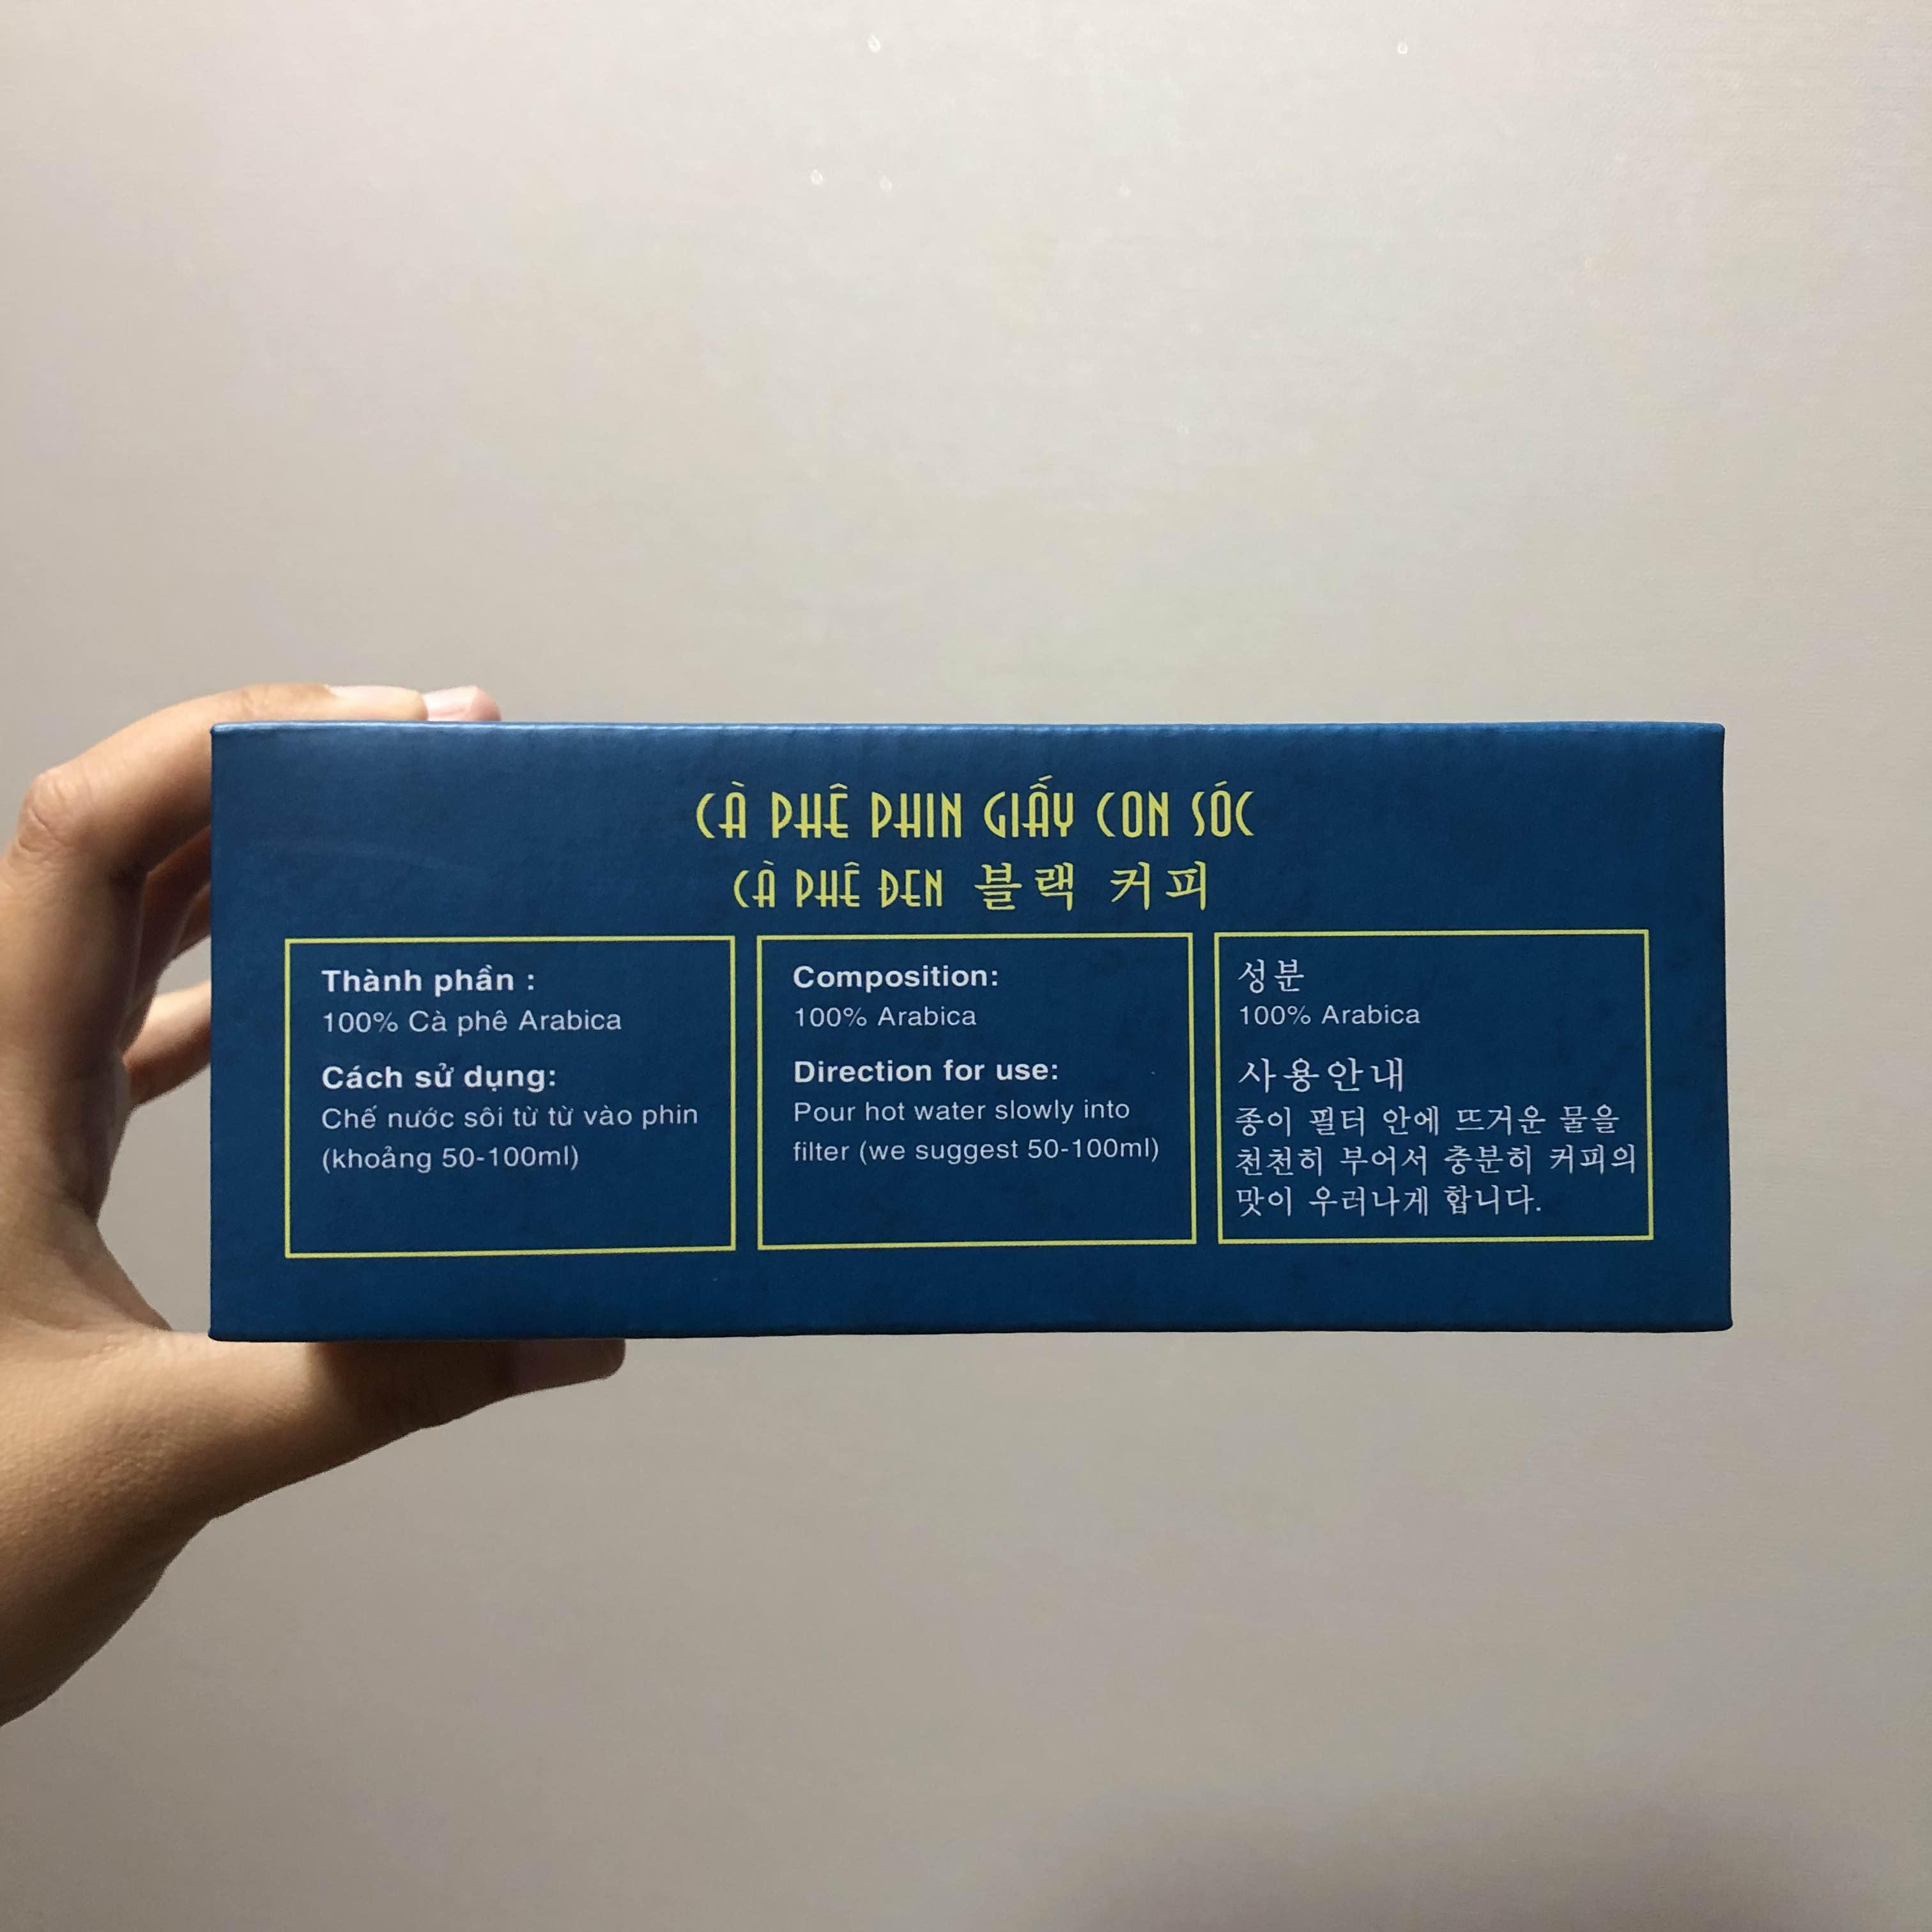 CÀ PHÊ PHIN GIẤY CON SÓC
CÀ PHÊ ĐEN 블랙 커피
Thành phần :
100% Cà phê Arabica
Cách sử dụng:
Chế nước sôi từ từ vào phin
(khoảng 50-100ml)
Composition:
100% Arabica
Direction for use:
Pour hot water slowly into
filter (we suggest 50-100ml)
성분
100% Arabica
사용안내
종이 필터 안에 뜨거운 물을
천천히 부어서 충분히 커피의
맛이 우러나게 합니다.